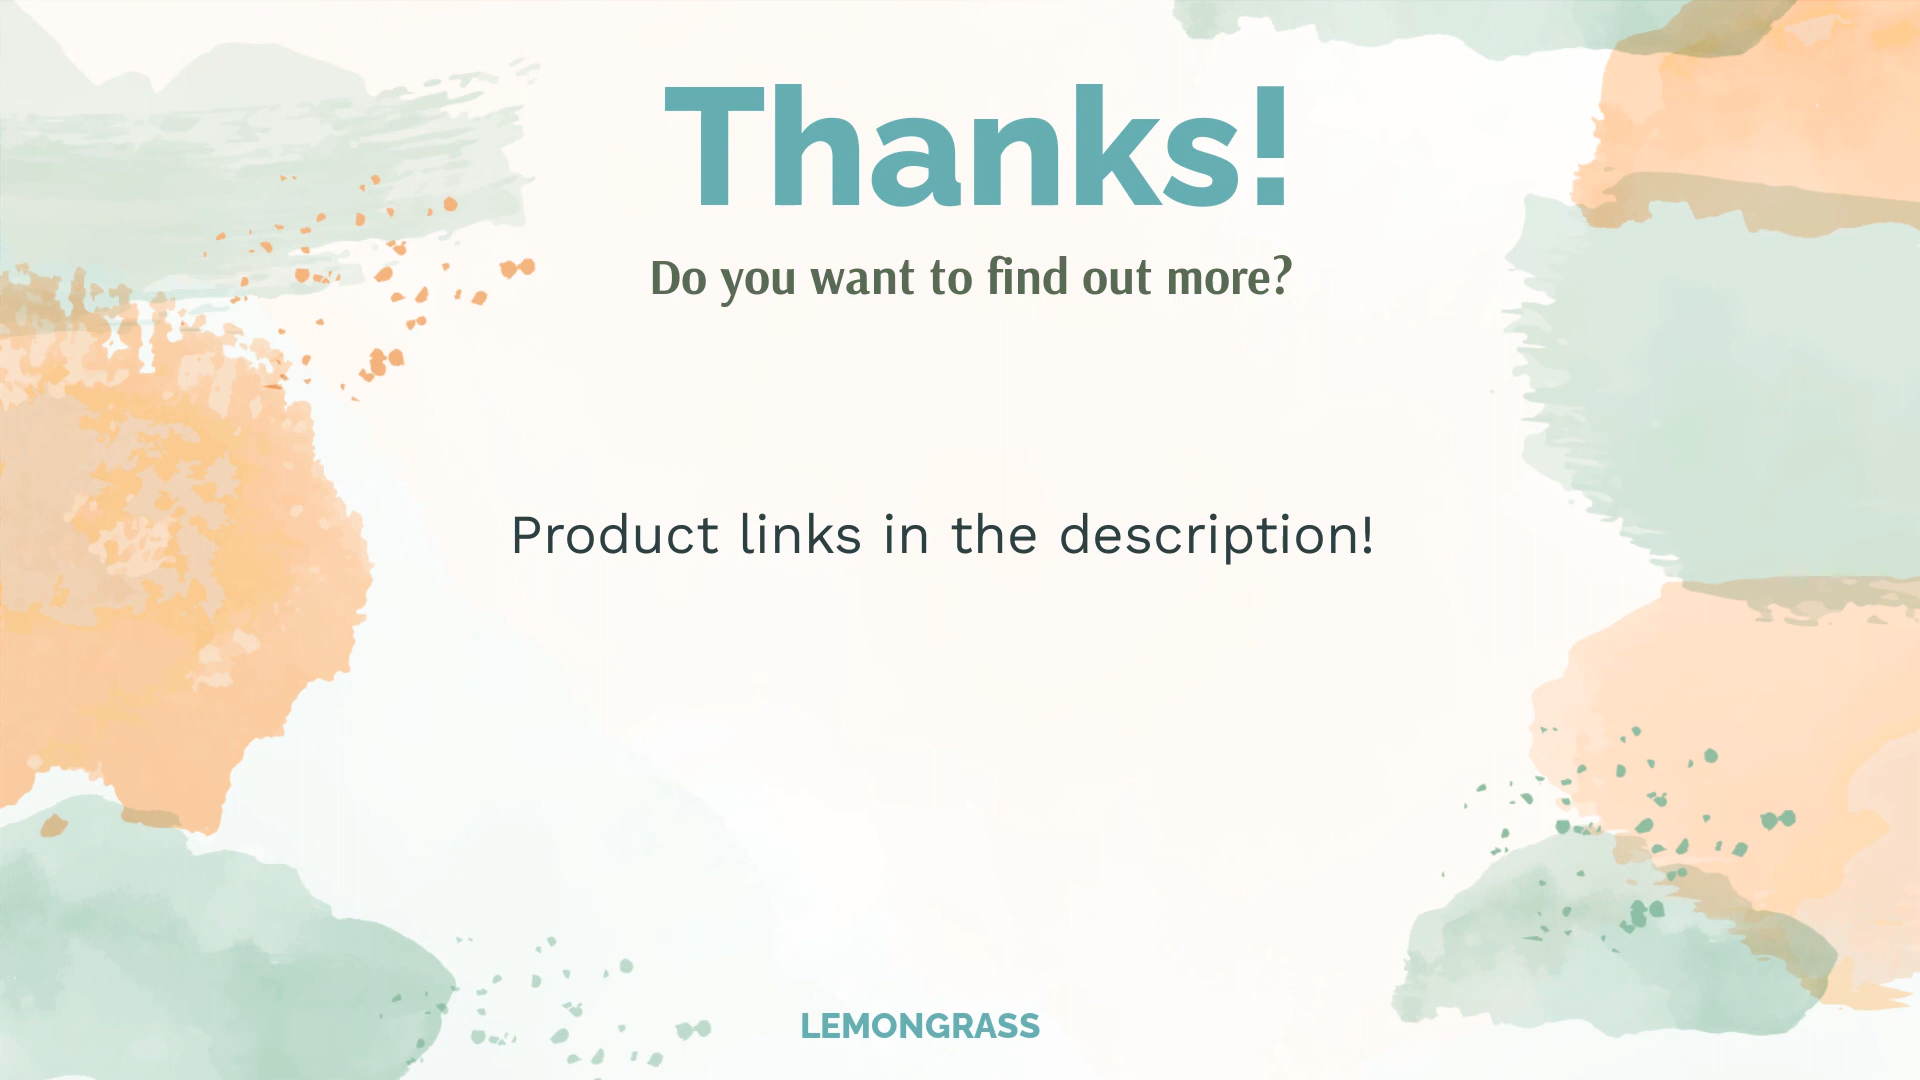 Thanks!
Do you want to find out more?
Product links in the description!
LEMONGRASS